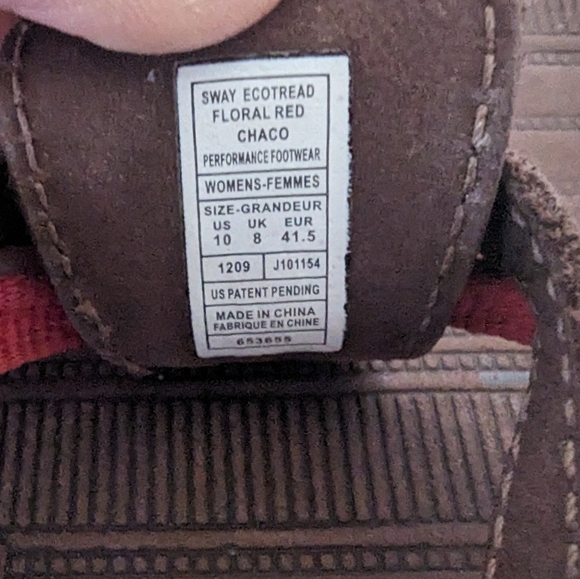 SWAY ECOTREAD
FLORAL RED
CHACO
PERFORMANCE FOOTWEAR
WOMENS-FEMMES
SIZE-GRANDEUR
US UK EUR
10 8 41.5
1209 J101154
US PATENT PENDING
MADE IN CHINA
FABRIQUE EN CHINE
653655